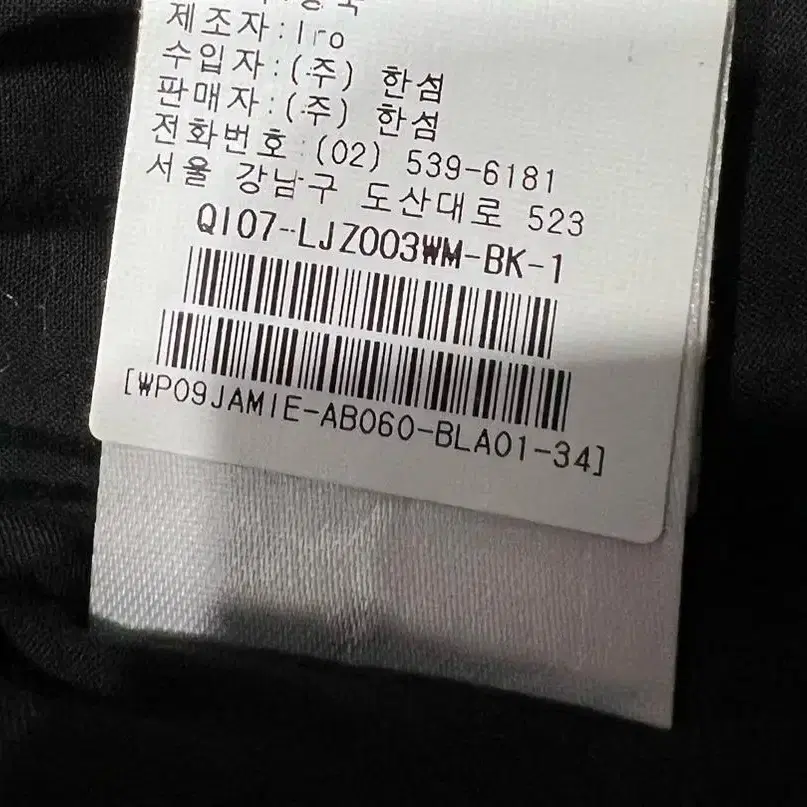 제조자:Iro
수입자:(주) 한섬
판매자:(주) 한섬
전화번호:(02) 539-6181
서울 강남구 도산대로 523
QI07-LJZ003WM-BK-1
[WP09JAMIE-AB060-BLA01-34]